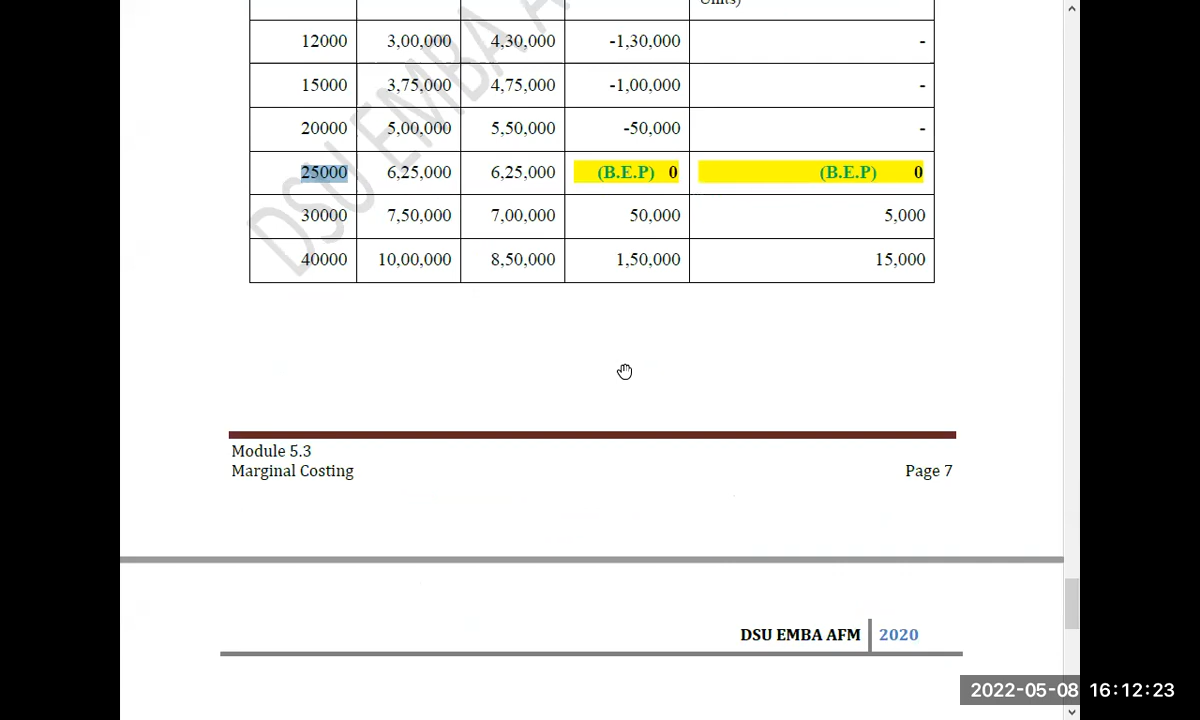 Units)
12000 3,00,000 4,30,000 -1,30,000 -
15000 3,75,000 4,75,000 -1,00,000 -
20000 5,00,000 5,50,000 -50,000 -
25000 6,25,000 6,25,000 (B.E.P) 0 (B.E.P) 0
30000 7,50,000 7,00,000 50,000 5,000
40000 10,00,000 8,50,000 1,50,000 15,000
DSU EMBA A
Module 5.3
Marginal Costing Page 7
DSU EMBA AFM 2020
2022-05-08 16:12:23